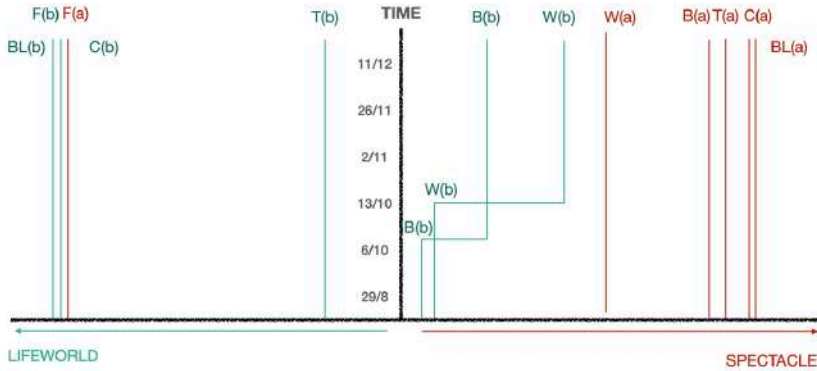 F(b) F(a) T(b) TIME B(b) W(b) W(a) B(a) T(a) C(a)
BL(b) C(b) BL(a)
11/12
26/11
2/11
W(b)
13/10
B(b)
6/10
29/8
LIFEWORLD SPECTACLE